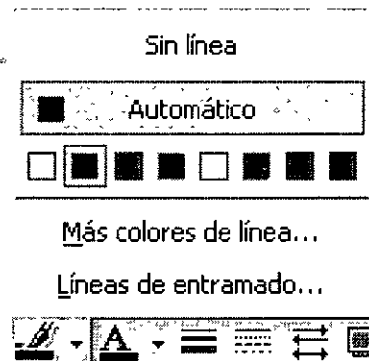 Sin línea
Automático
Más colores de línea...
Líneas de entramado...
A